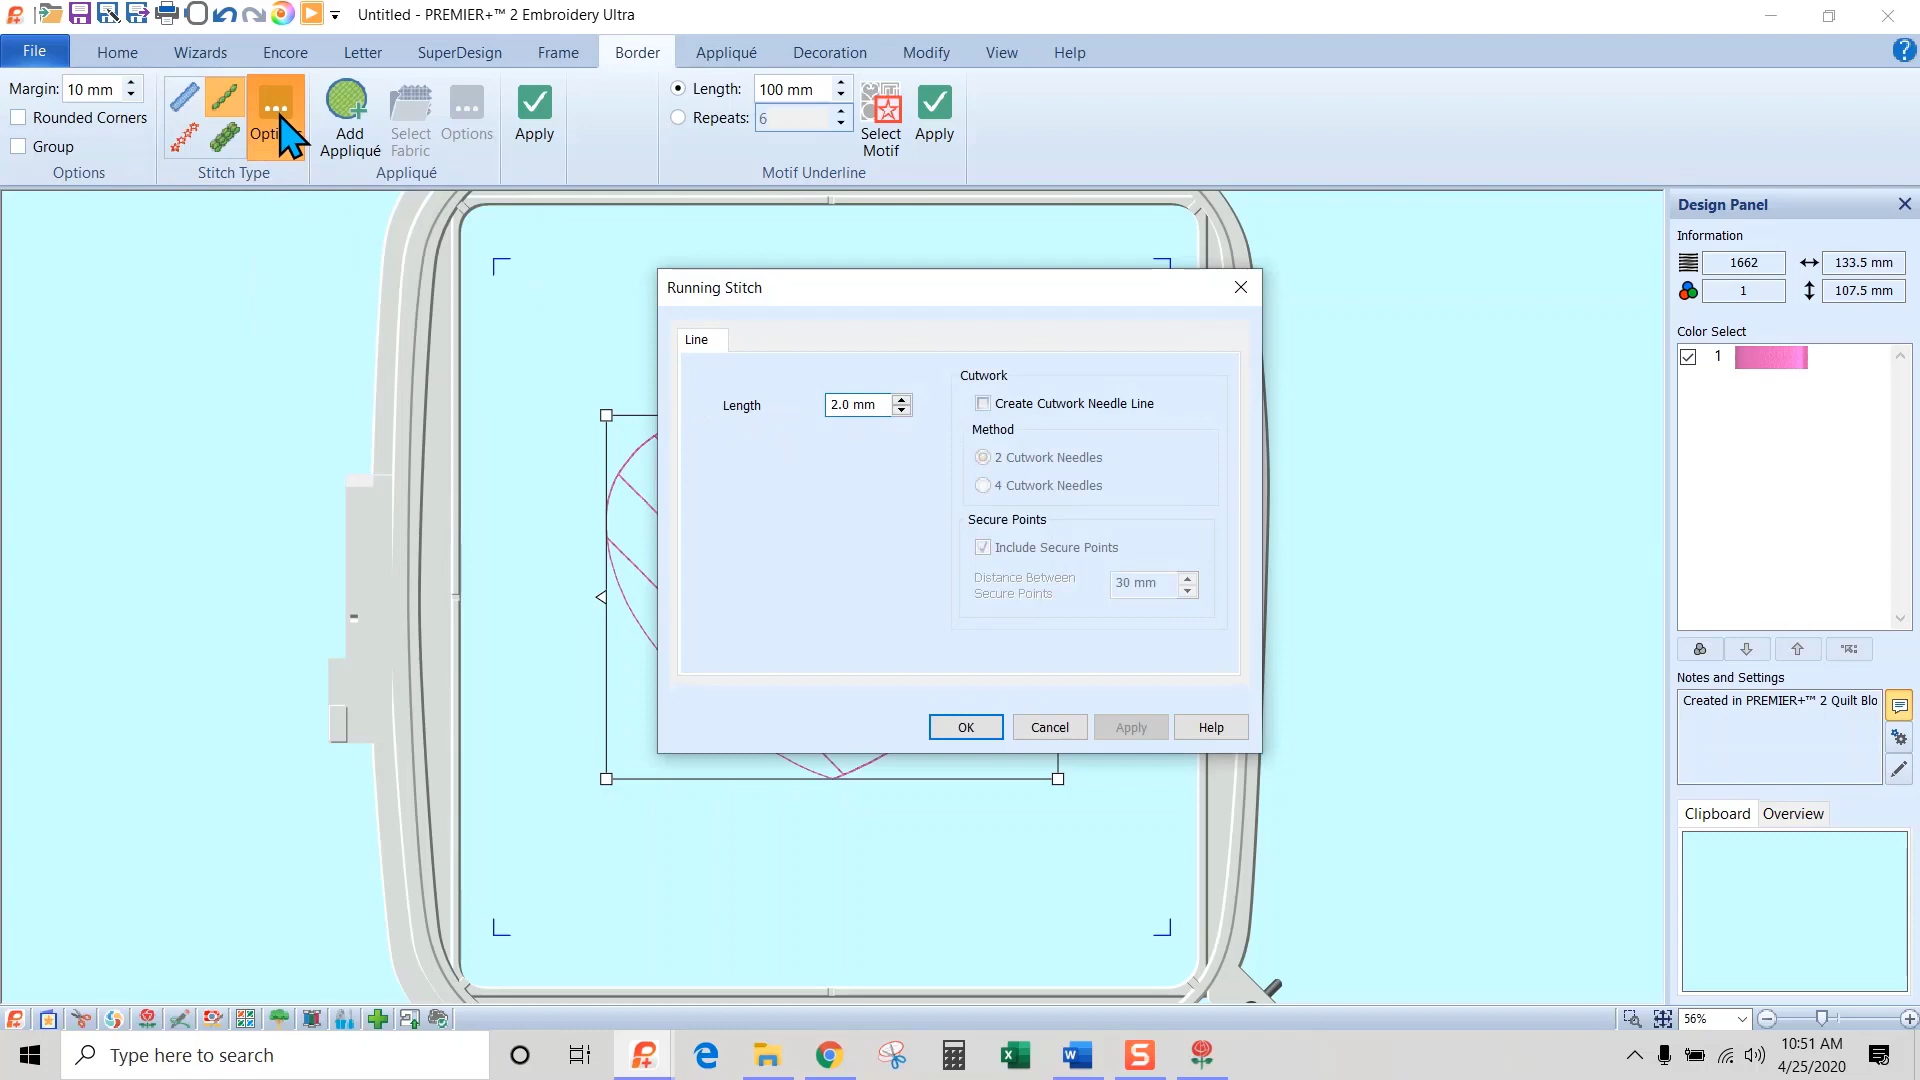 Untitled - PREMIER+™ 2 Embroidery Ultra
File Home Wizards Encore Letter SuperDesign Frame Border Appliqué Decoration Modify View Help
Margin: 10 mm
Rounded Corners
Group
Options
Stitch Type
Add Appliqué
Select Fabric
Options
Appliqué
Apply
Length: 100 mm
Repeats: 6
Select Motif
Apply
Motif Underline
Running Stitch
Line
Length 2.0 mm
Cutwork
Create Cutwork Needle Line
Method
2 Cutwork Needles
4 Cutwork Needles
Secure Points
Include Secure Points
Distance Between
Secure Points
30 mm
OK Cancel Apply Help
Design Panel
Information
1662 133.5 mm
1 107.5 mm
Color Select
1
Notes and Settings
Created in PREMIER+™ 2 Quilt Blo
Clipboard Overview
56%
Type here to search
10:51 AM
4/25/2020